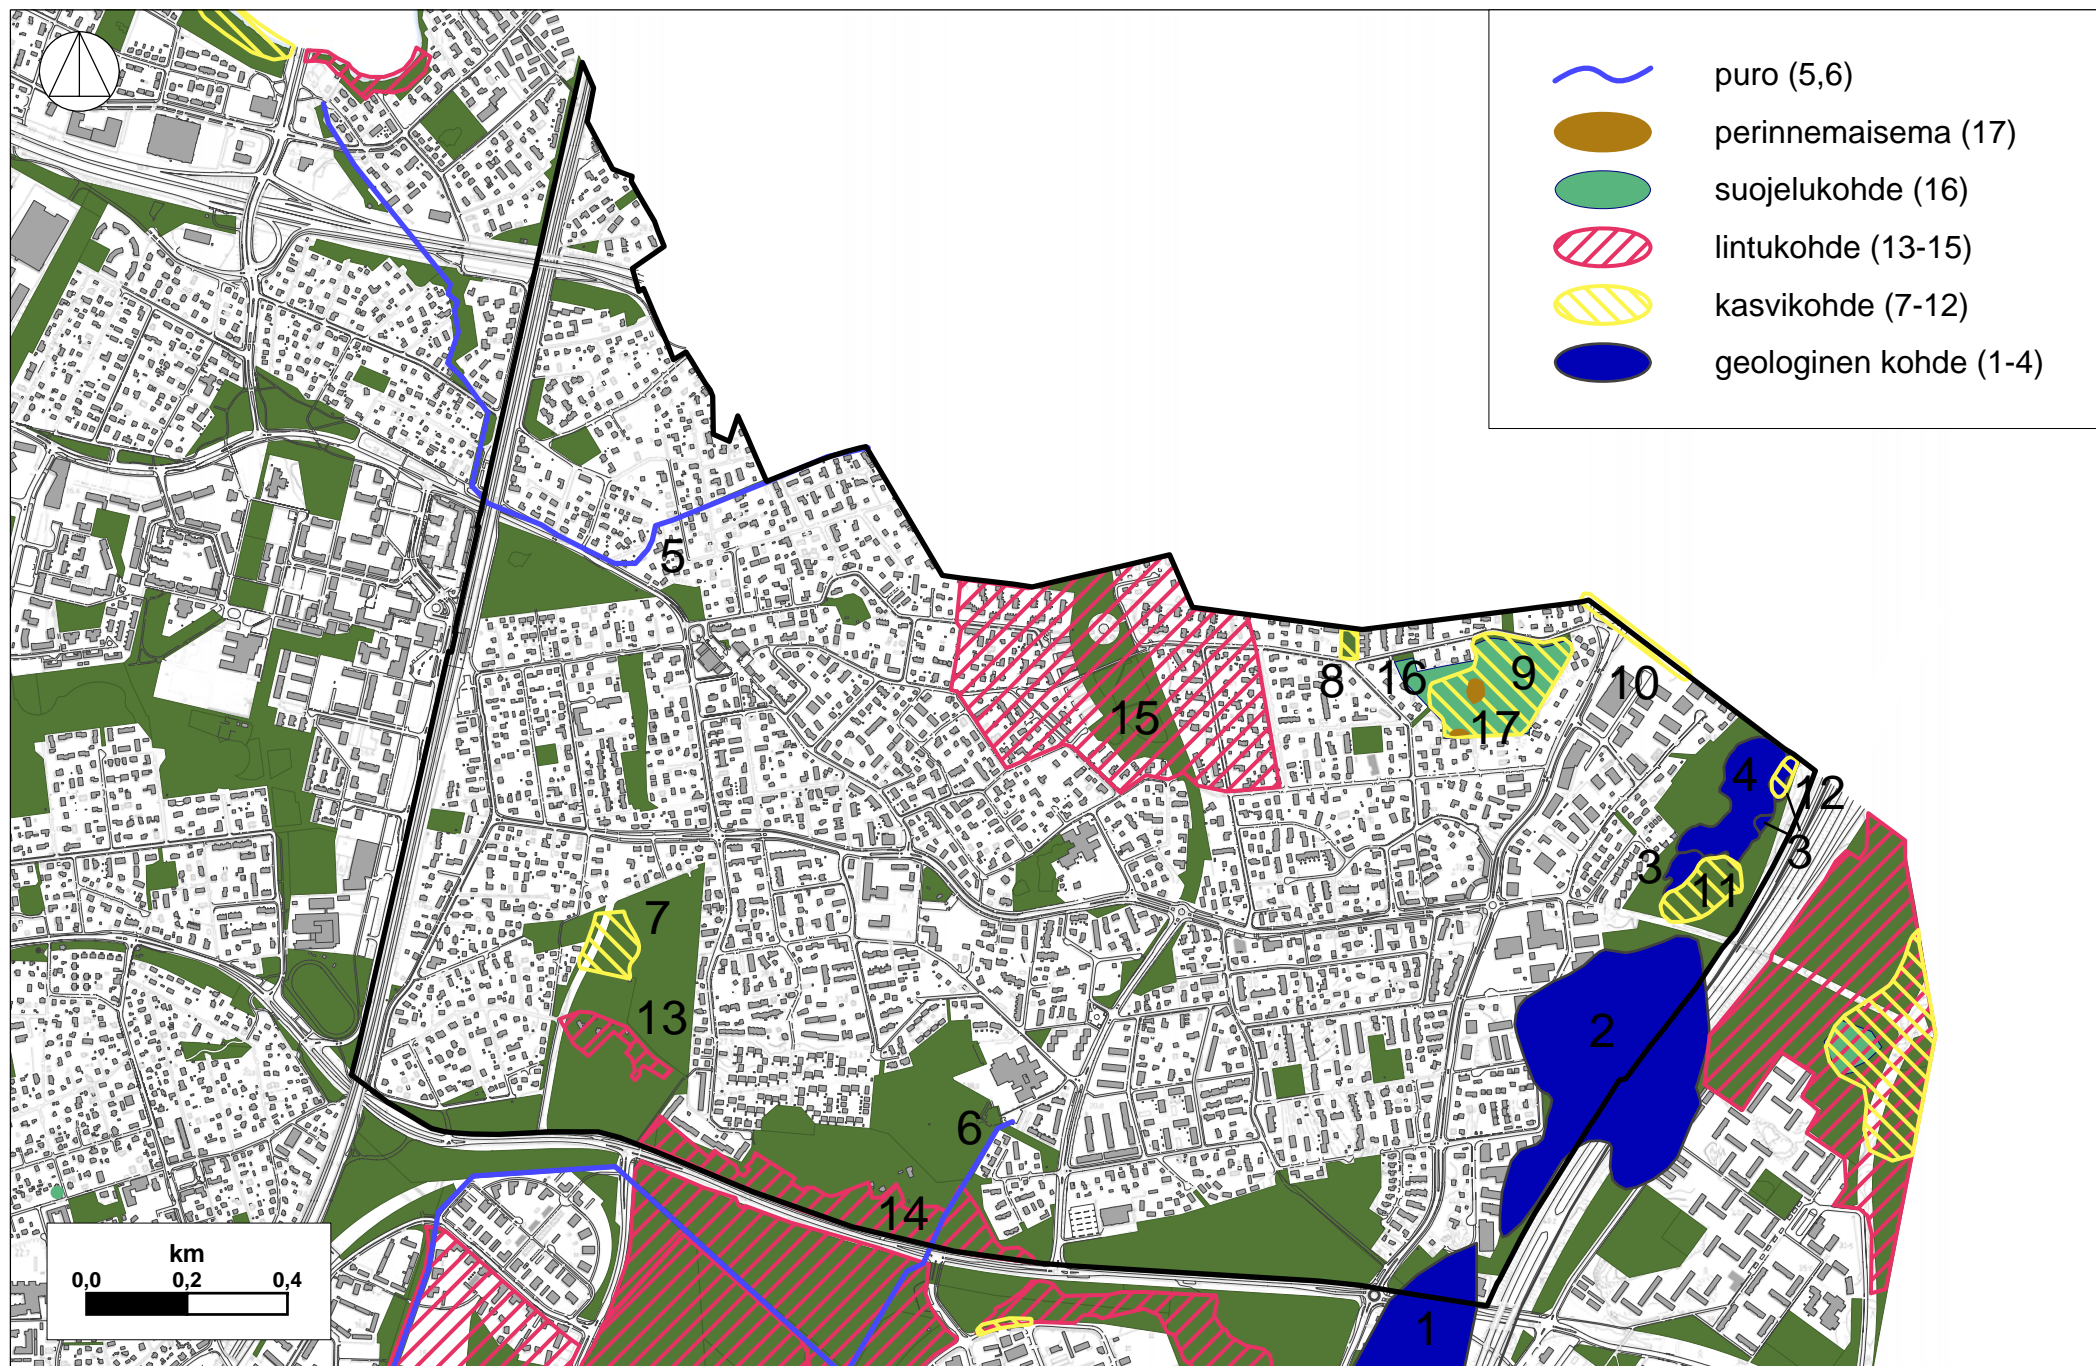 puro (5,6)
perinnemaisema (17)
suojelukohde (16)
lintukohde (13-15)
kasvikohde (7-12)
geologinen kohde (1-4)
5
15
8
16
9
17
10
4
12
3
3
11
7
13
2
6
14
1
km
0,0 0,2 0,4